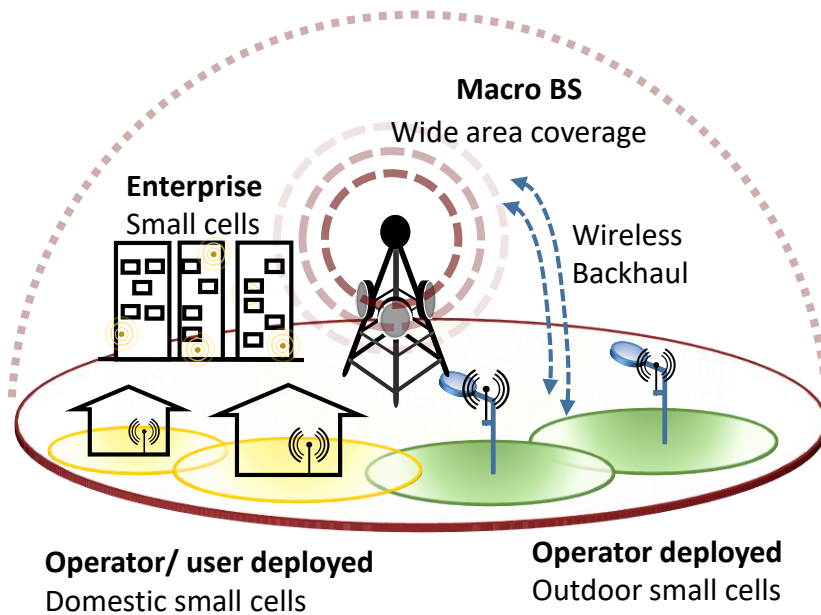 Macro BS
Wide area coverage
Enterprise
Small cells
Wireless
Backhaul
Operator/ user deployed
Domestic small cells
Operator deployed
Outdoor small cells